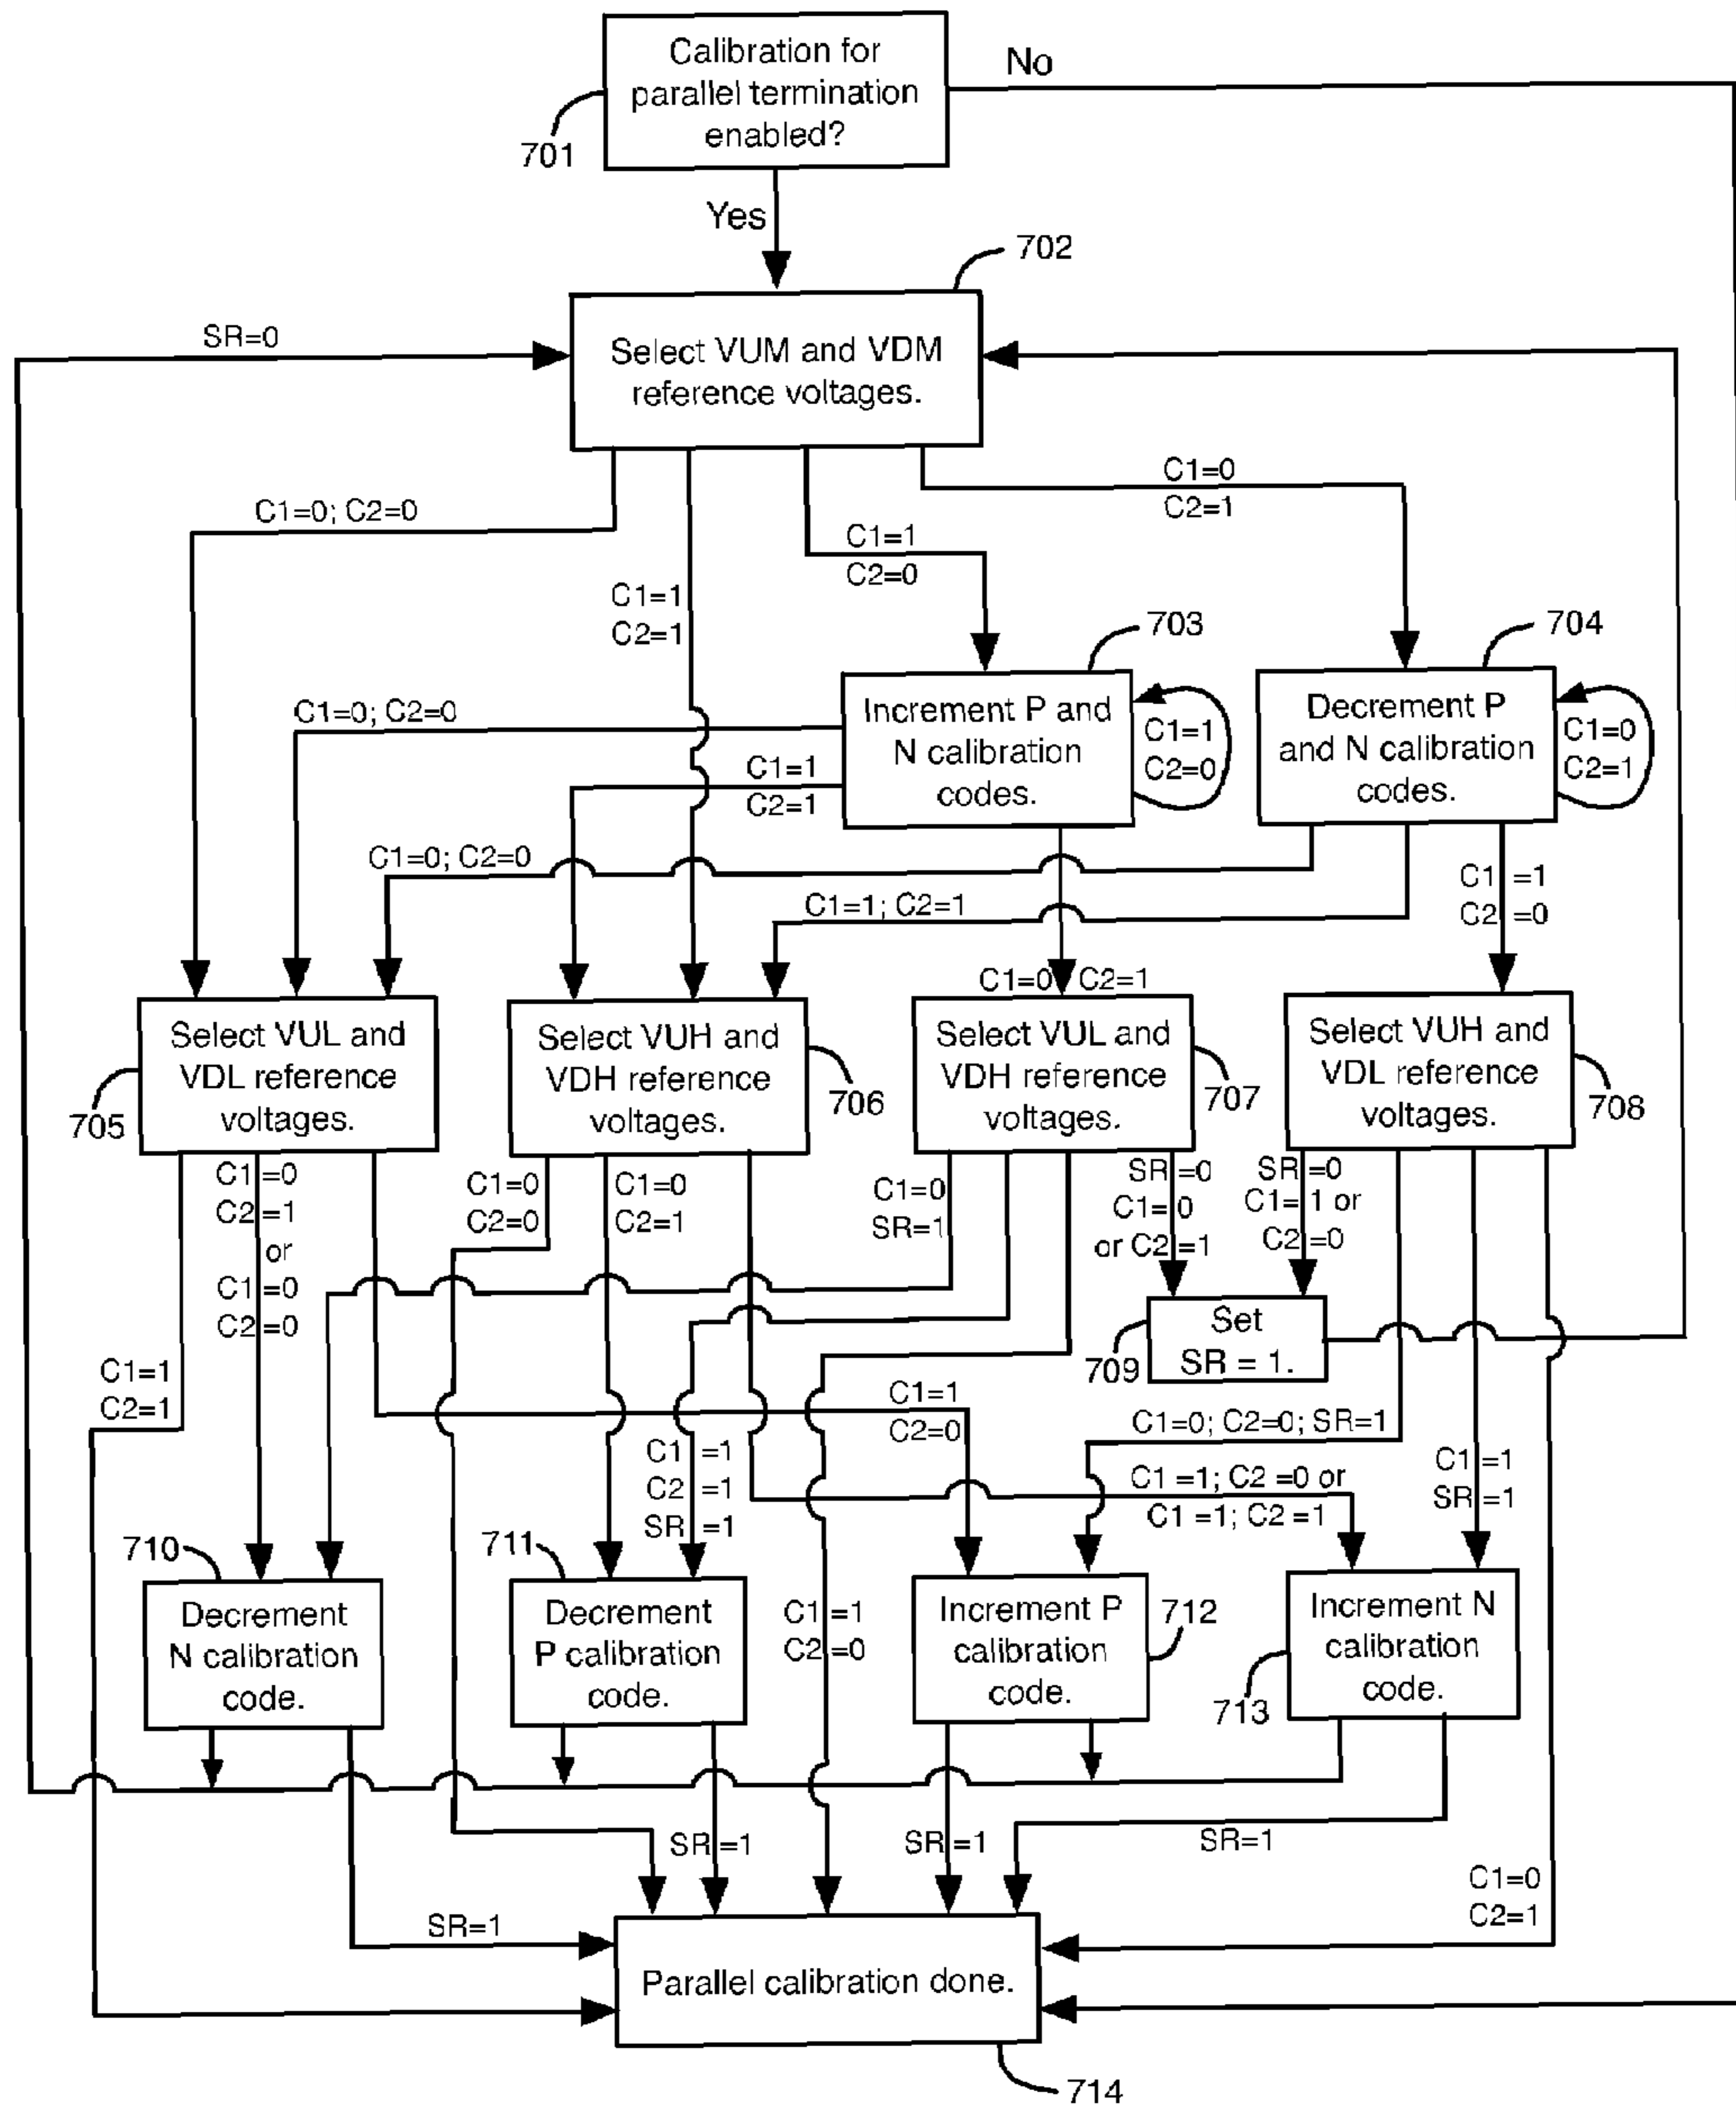 Calibration for
parallel termination
enabled?
No
701
Yes
702
SR=0
Select VUM and VDM
reference voltages.
C1=0; C2=0
C1=1
C2=1
C1=1
C2=0
C1=0
C2=1
703
704
Increment P and
N calibration
codes.
C1=1
C2=0
Decrement P
and N calibration
codes.
C1=0
C2=1
C1=0; C2=0
C1=1
C2=1
C1=0; C2=0
C1=1; C2=1
C1=1
C2=0
C1=0 C2=1
Select VUL and
VDL reference
voltages.
705
Select VUH and
VDH reference
voltages.
706
Select VUL and
VDH reference
voltages.
707
Select VUH and
VDL reference
voltages.
708
C1=0
C2=1
or
C1=0
C2=0
C1=0
C2=0
C1=0
C2=1
C1=0
SR=1
SR=0
C1=0
or C2=1
SR=0
C1=1 or
C2=0
Set
SR = 1.
709
C1=1
C2=1
C1=1
C2=0
C1=0; C2=0; SR=1
C1=1
C2=1
SR=1
C1=1; C2=0 or
C1=1; C2=1
C1=1
SR=1
710
711
Decrement
N calibration
code.
Decrement
P calibration
code.
C1=1
C2=0
Increment P
calibration
code.
712
Increment N
calibration
code.
713
SR=1
SR=1
SR=1
SR=1
C1=0
C2=1
Parallel calibration done.
714